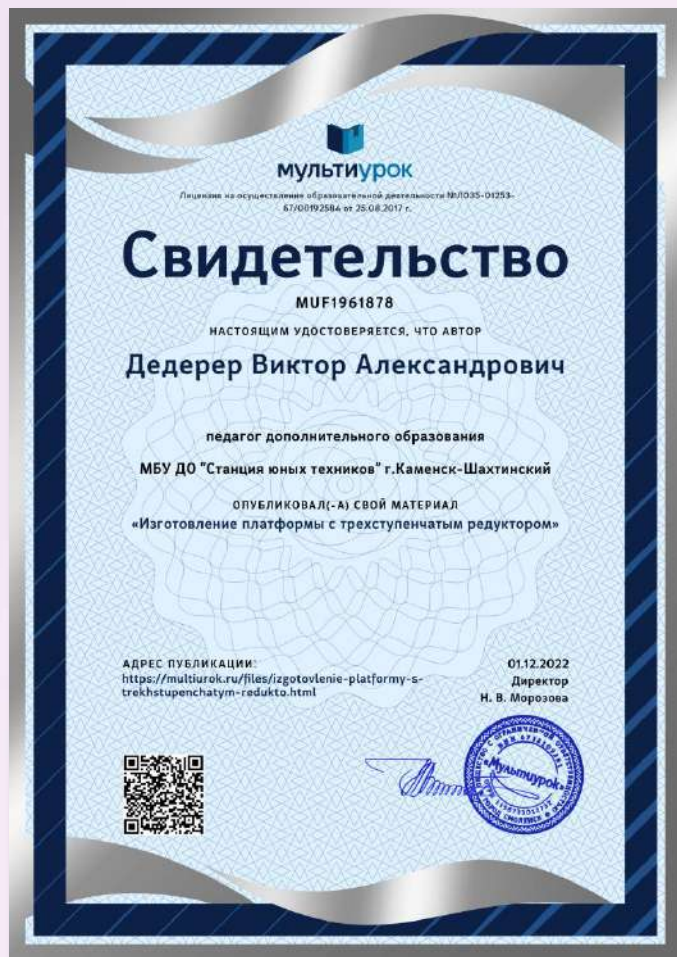 мультиурок
Лицензия на осуществление образовательной деятельности №Л035-01253-
67/00192584 от 25.08.2017 г.
Свидетельство
MUF1961878
НАСТОЯЩИМ УДОСТОВЕРЯЕТСЯ, ЧТО АВТОР
Дедерер Виктор Александрович
педагог дополнительного образования
МБУ ДО "Станция юных техников" г.Каменск-Шахтинский
ОПУБЛИКОВАЛ(-А) СВОЙ МАТЕРИАЛ
«Изготовление платформы с трехступенчатым редуктором»
АДРЕС ПУБЛИКАЦИИ:
https://multiurok.ru/files/izgotovlenie-platformy-s-
trekhstupenchatym-redukto.html
01.12.2022
Директор
Н. В. Морозова
«Мультиурок»